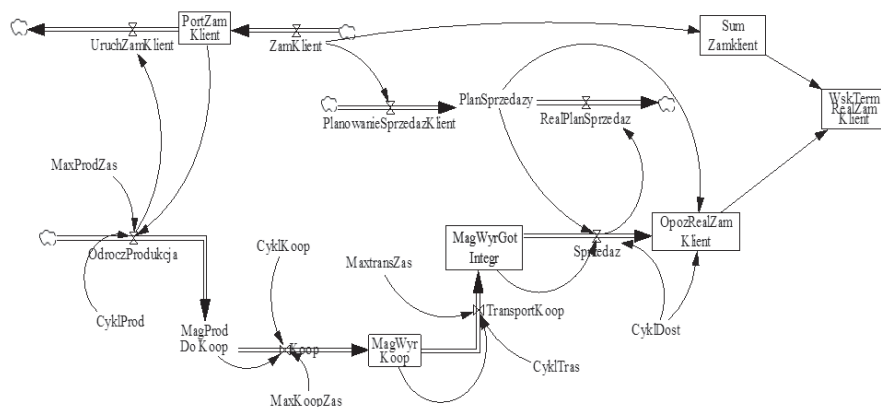 PortZam
Klient
UruchZamKlient
ZamKlient
Sum
Zamklient
PlanSprzedazy
PlanowanieSprzedazKlient
RealPlanSprzedaz
WskTerm
RealZam
Klient
MaxProdZas
OdroczProdukcja
CyklKoop
MagWyrGot
Integr
Sprzedaz
OpozRealZam
Klient
MaxtransZas
CyklProd
TransportKoop
CyklDost
MagProd
DoKoop
Koop
MagWyr
Koop
CyklTras
MaxKoopZas